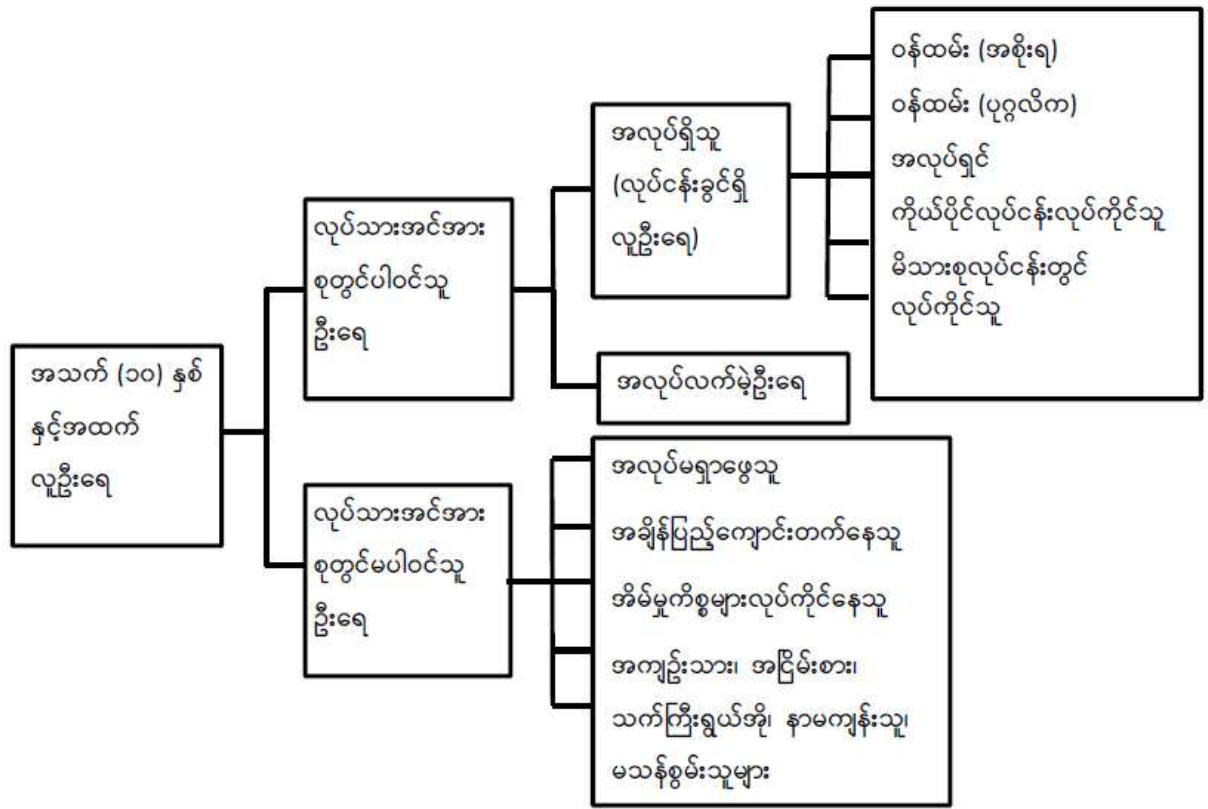 အသက် (၁၀) နှစ်
နှင့်အထက်
လူဦးရေ
လုပ်သားအင်အား
စုတွင်ပါဝင်သူ
ဦးရေ
အလုပ်ရှိသူ
(လုပ်ငန်းခွင်ရှိ
လူဦးရေ)
ဝန်ထမ်း (အစိုးရ)
ဝန်ထမ်း (ပုဂ္ဂလိက)
အလုပ်ရှင်
ကိုယ်ပိုင်လုပ်ငန်းလုပ်ကိုင်သူ
မိသားစုလုပ်ငန်းတွင်
လုပ်ကိုင်သူ
အလုပ်လက်မဲ့ဦးရေ
လုပ်သားအင်အား
စုတွင်မပါဝင်သူ
ဦးရေ
အလုပ်မရှာဖွေသူ
အချိန်ပြည့်ကျောင်းတက်နေသူ
အိမ်မှုကိစ္စများလုပ်ကိုင်နေသူ
အကျဉ်းသား၊ အငြိမ်းစား၊
သက်ကြီးရွယ်အို၊ နာမကျန်းသူ၊
မသန်စွမ်းသူများ